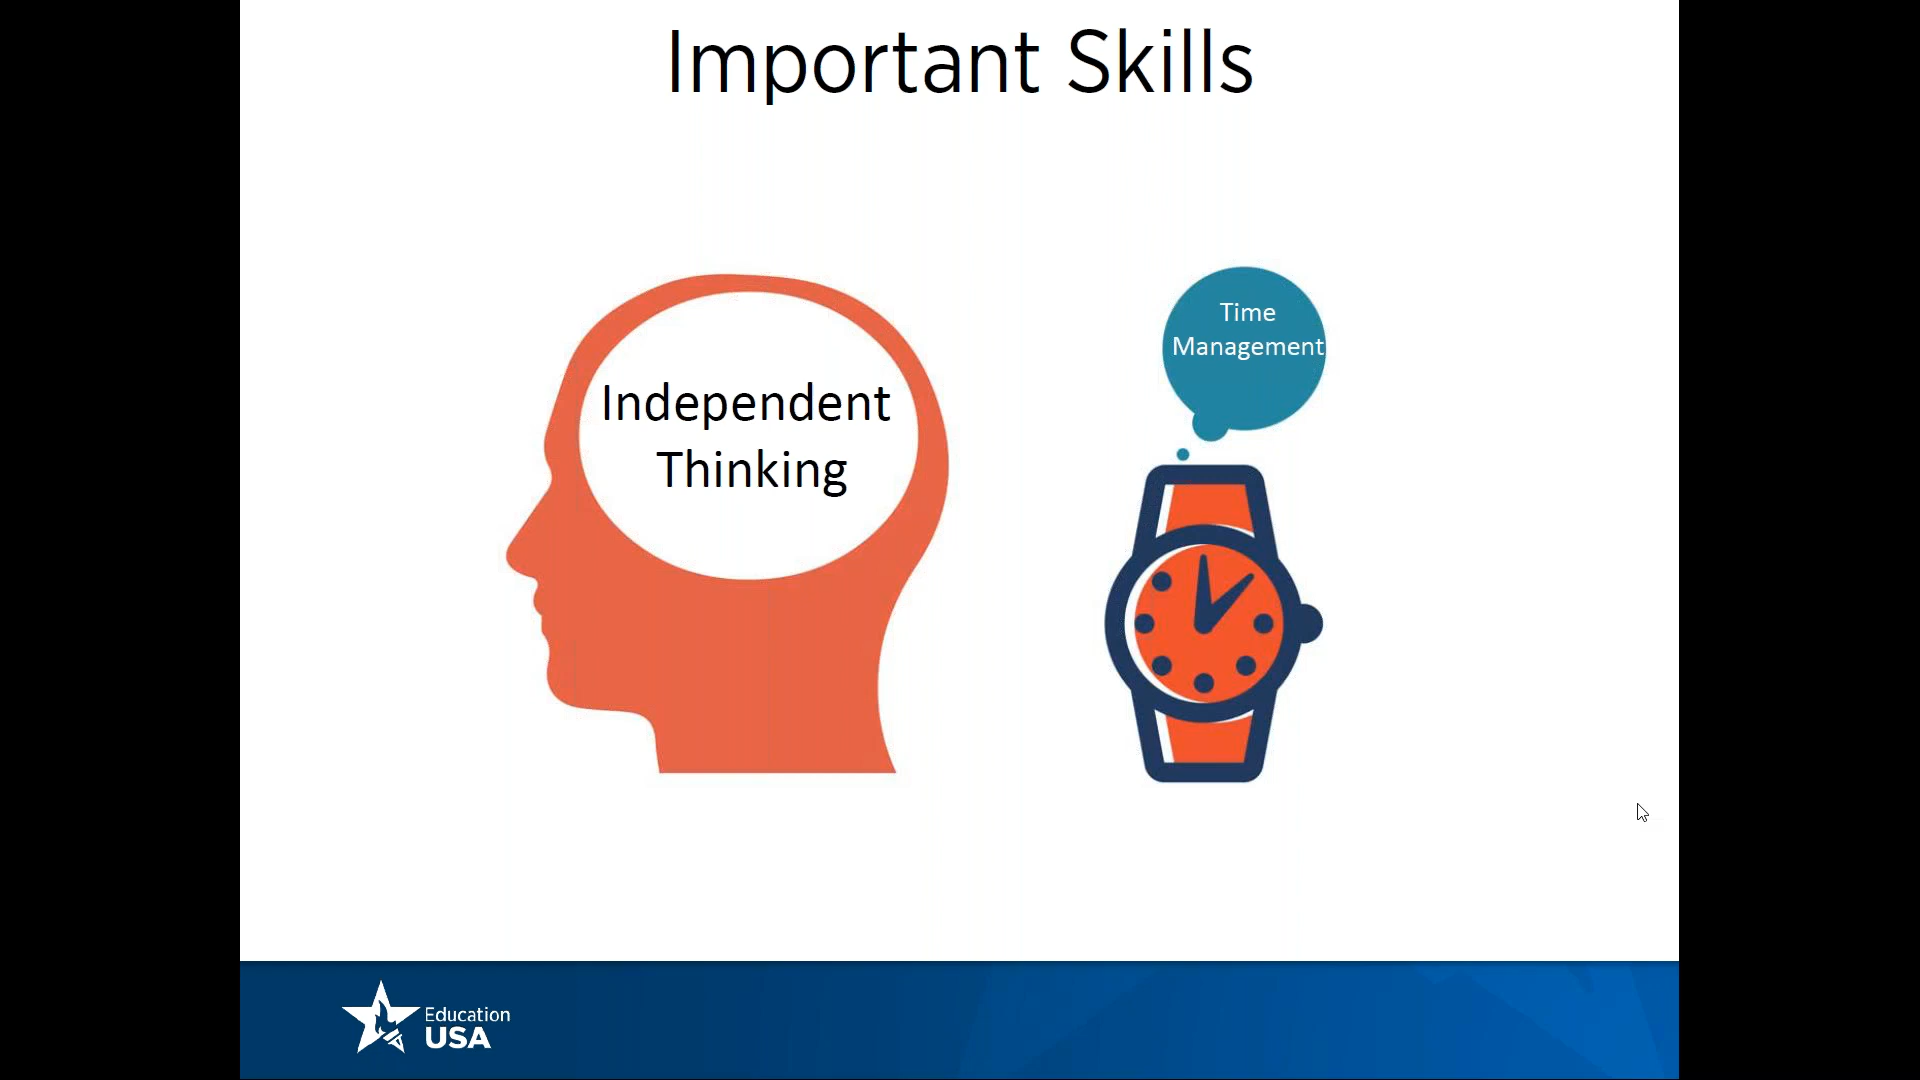 Important Skills
Independent
Thinking
Time
Management
Education
USA